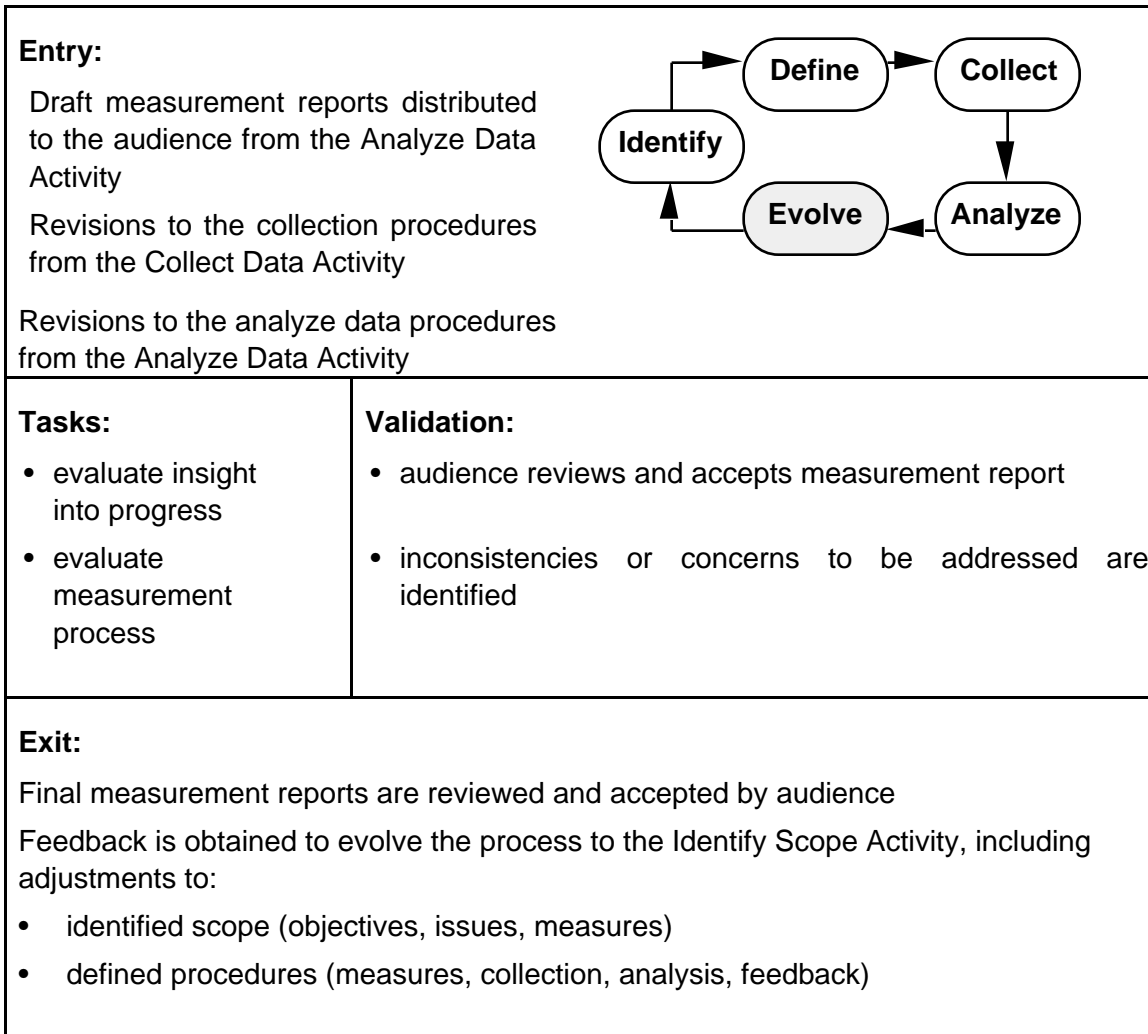 Entry:
Draft measurement reports distributed
to the audience from the Analyze Data
Activity
Revisions to the collection procedures
from the Collect Data Activity
Revisions to the analyze data procedures
from the Analyze Data Activity
Define
Collect
Identify
Evolve
Analyze
Tasks:
• evaluate insight
into progress
• evaluate
measurement
process
Validation:
• audience reviews and accepts measurement report
• inconsistencies or concerns to be addressed are
identified
Exit:
Final measurement reports are reviewed and accepted by audience
Feedback is obtained to evolve the process to the Identify Scope Activity, including
adjustments to:
• identified scope (objectives, issues, measures)
• defined procedures (measures, collection, analysis, feedback)